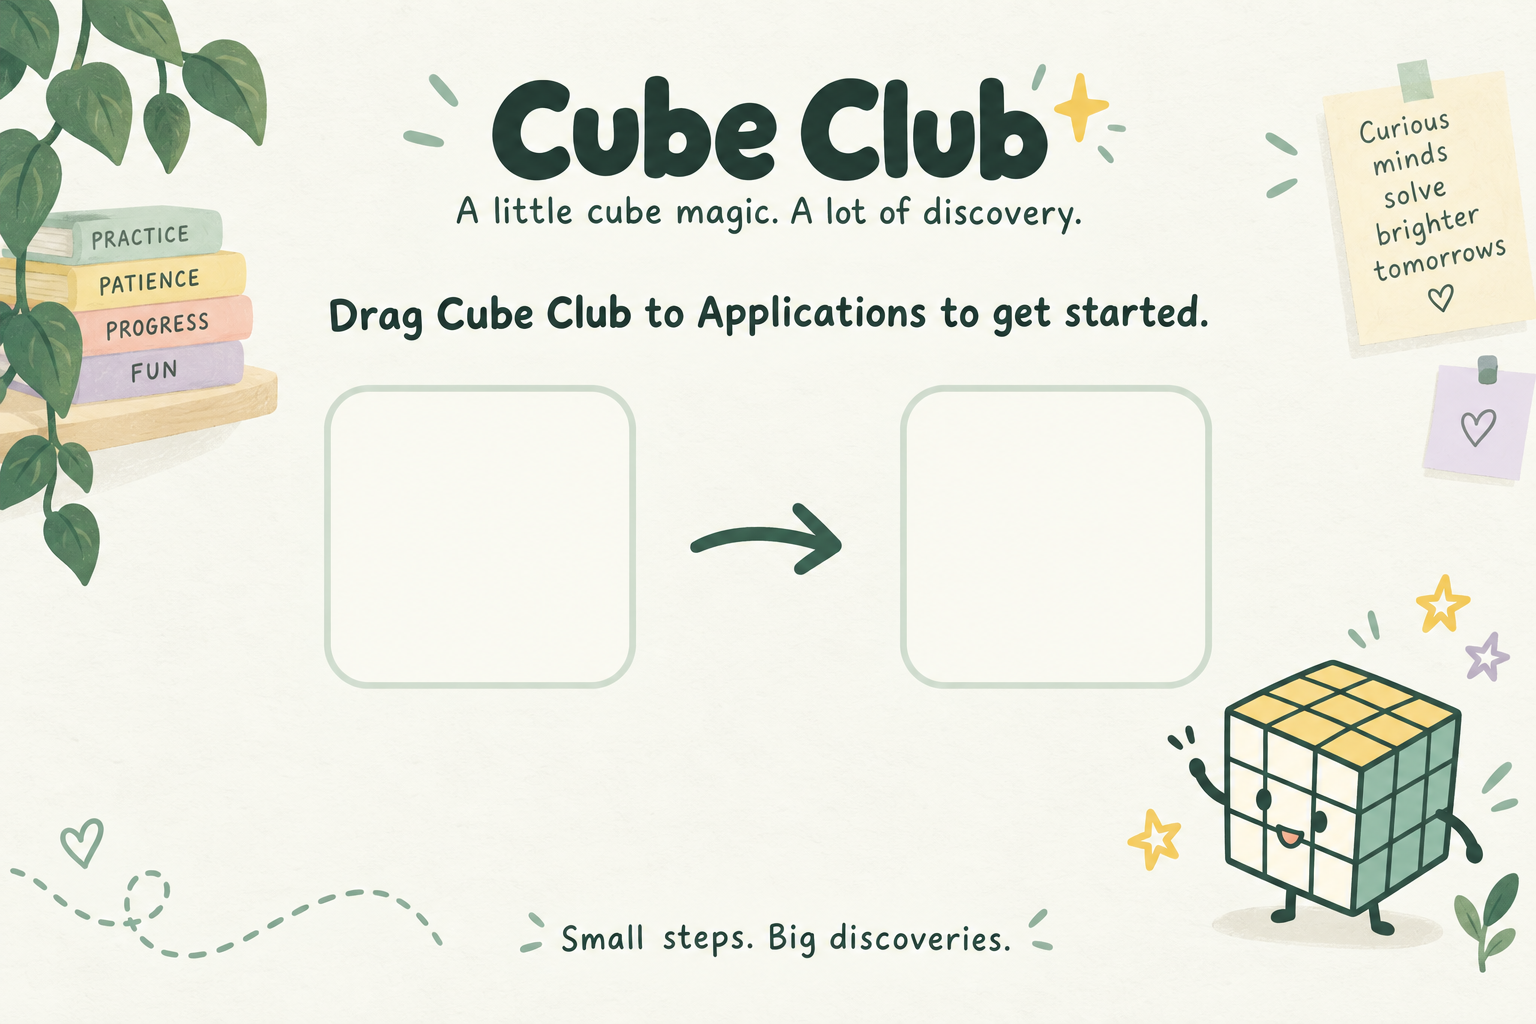 Cube Club
A little cube magic. A lot of discovery.
Drag Cube Club to Applications to get started.
PRACTICE
PATIENCE
PROGRESS
FUN
Curious
minds
solve
brighter
tomorrows
Small steps. Big discoveries.